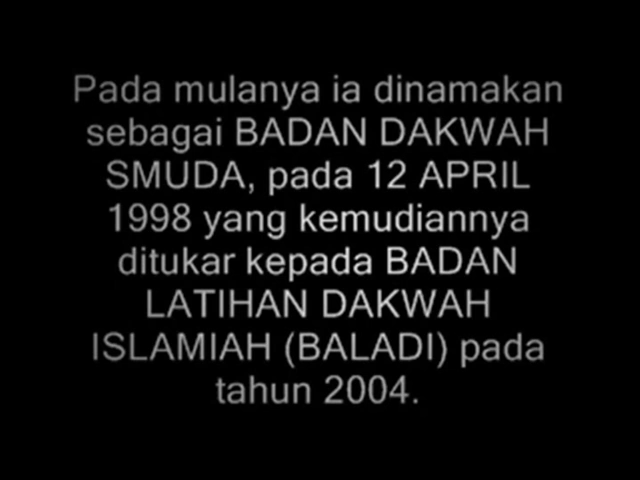 Pada mulanya ia dinamakan
sebagai BADAN DAKWAH
SMUDA, pada 12 APRIL
1998 yang kemudiannya
ditukar kepada BADAN
LATIHAN DAKWAH
ISLAMIAH (BALADI) pada
tahun 2004.